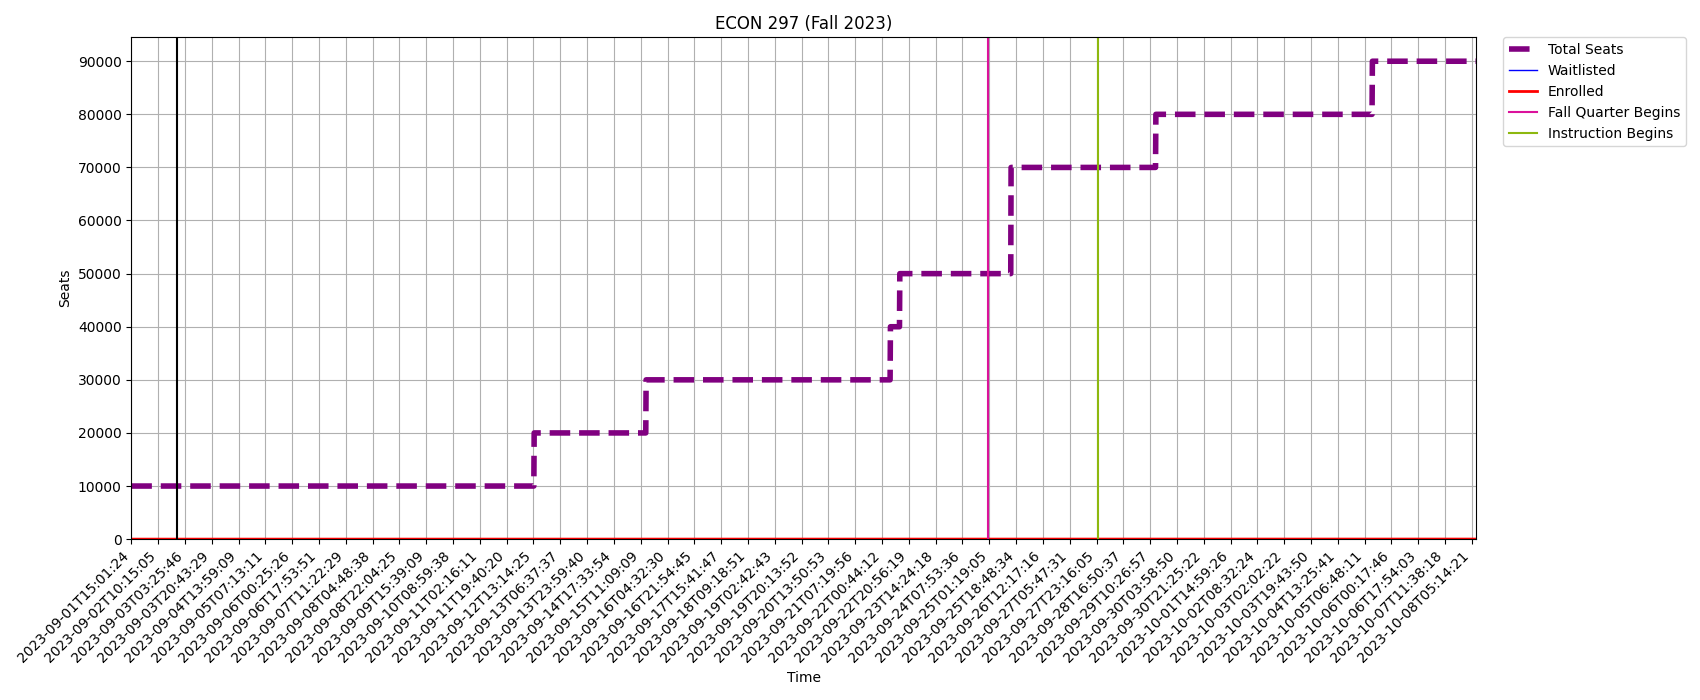 ECON 297 (Fall 2023)
90000
80000
70000
60000
50000
40000
30000
20000
10000
0
Seats
Total Seats
Waitlisted
Enrolled
Fall Quarter Begins
Instruction Begins
2023-09-01T15:01:24
2023-09-02T10:15:05
2023-09-03T03:25:46
2023-09-03T20:43:29
2023-09-04T13:59:09
2023-09-05T07:13:11
2023-09-06T00:25:26
2023-09-06T17:53:51
2023-09-07T11:22:29
2023-09-08T04:48:38
2023-09-08T22:04:25
2023-09-09T15:39:09
2023-09-10T08:59:38
2023-09-11T02:16:11
2023-09-11T19:40:20
2023-09-12T13:14:25
2023-09-13T06:37:37
2023-09-13T23:59:40
2023-09-14T17:33:54
2023-09-15T11:09:09
2023-09-16T04:32:30
2023-09-16T21:54:45
2023-09-17T15:41:47
2023-09-18T09:18:51
2023-09-19T02:42:43
2023-09-19T20:13:52
2023-09-20T13:50:53
2023-09-21T07:19:56
2023-09-22T00:44:12
2023-09-22T20:56:19
2023-09-23T14:24:18
2023-09-24T07:53:36
2023-09-25T01:19:05
2023-09-25T18:48:34
2023-09-26T12:17:16
2023-09-27T05:47:31
2023-09-27T23:16:05
2023-09-28T16:50:37
2023-09-29T10:26:57
2023-09-30T03:58:50
2023-09-30T21:25:22
2023-10-01T14:59:26
2023-10-02T08:32:24
2023-10-03T02:02:22
2023-10-03T19:43:50
2023-10-04T13:25:41
2023-10-05T06:48:11
2023-10-06T00:17:46
2023-10-06T17:54:03
2023-10-07T11:38:18
2023-10-08T05:14:21
Time